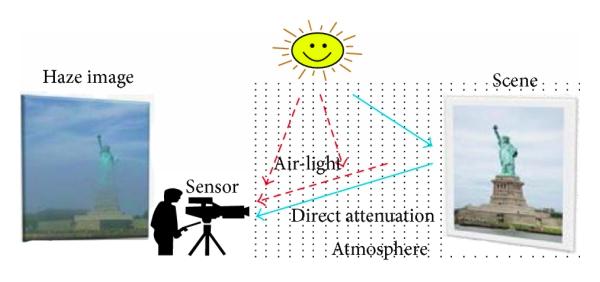 Haze image
Scene
Air-light
Sensor
Direct attenuation
Atmosphere